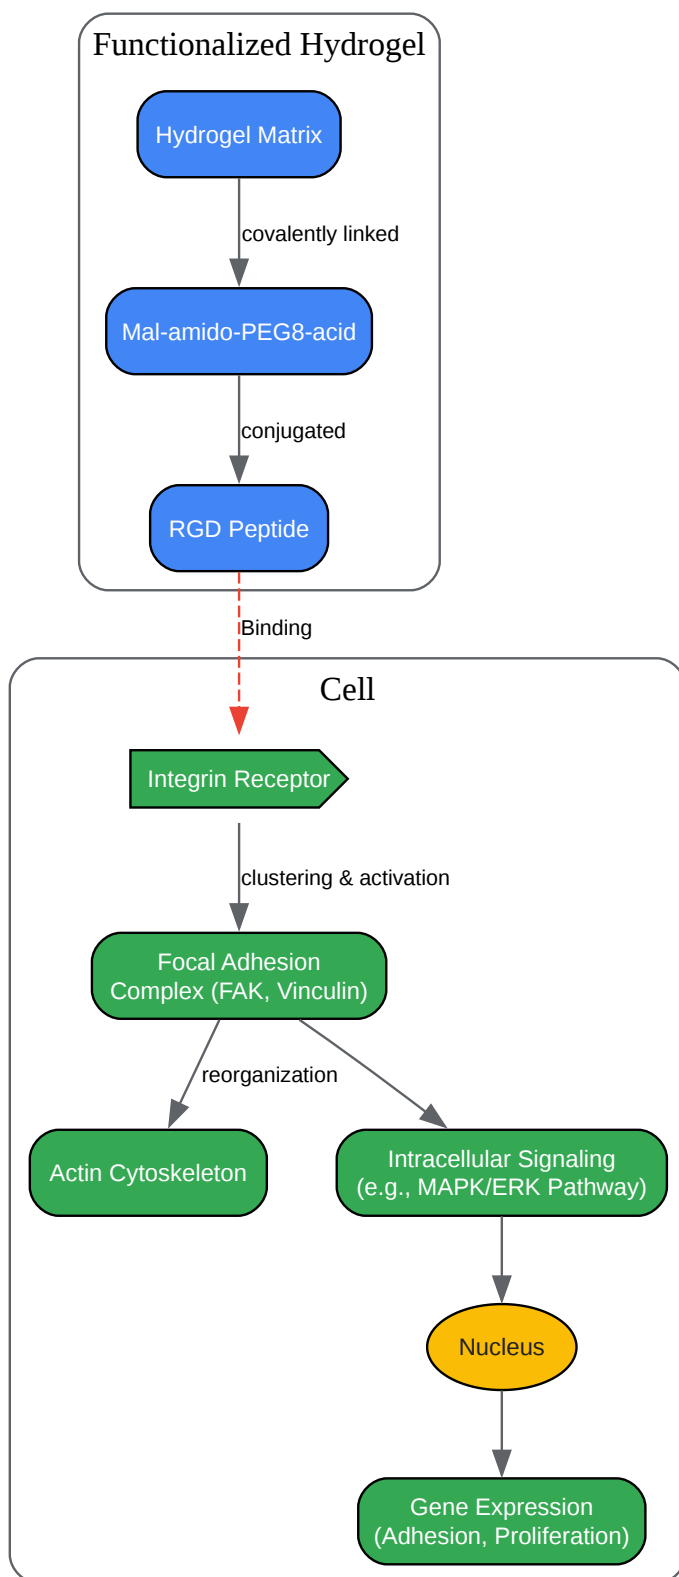 Functionalized Hydrogel
Hydrogel Matrix
covalently linked
Mal-amido-PEG8-acid
conjugated
RGD Peptide
Binding
Cell
Integrin Receptor
clustering & activation
Focal Adhesion
Complex (FAK, Vinculin)
reorganization
Actin Cytoskeleton
Intracellular Signaling
(e.g., MAPK/ERK Pathway)
Nucleus
Gene Expression
(Adhesion, Proliferation)